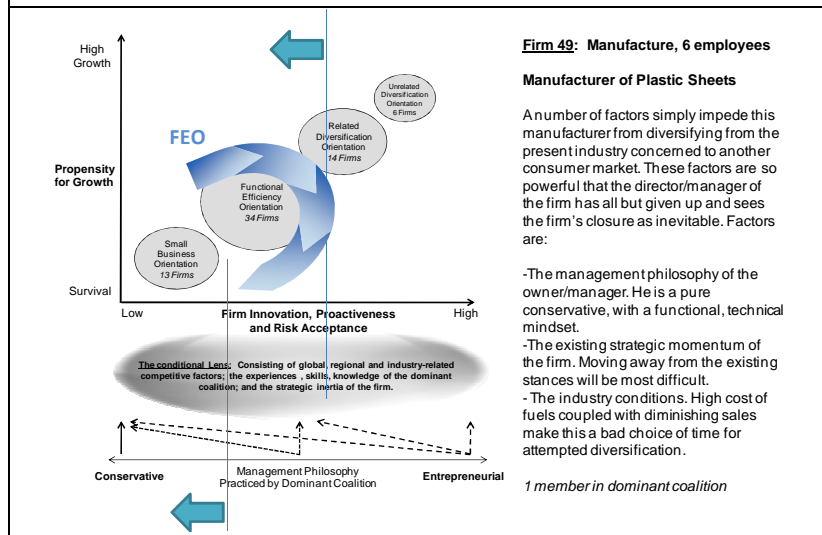 High
Growth
Unrelated
Diversification
Orientation
6 Firms
Related
Diversification
Orientation
14 Firms
FEO
Propensity
for Growth
Functional
Efficiency
Orientation
34 Firms
Small
Business
Orientation
13 Firms
Survival
Low
Firm Innovation, Proactiveness
and Risk Acceptance
High
The conditional Lens: Consisting of global, regional and industry-related
competitive factors; the experiences , skills, knowledge of the dominant
coalition; and the strategic inertia of the firm.
Conservative
Management Philosophy
Practiced by Dominant Coalition
Entrepreneurial
Firm 49: Manufacture, 6 employees
Manufacturer of Plastic Sheets
A number of factors simply impede this
manufacturer from diversifying from the
present industry concerned to another
consumer market. These factors are so
powerful that the director/manager of
the firm has all but given up and sees
the firm's closure as inevitable. Factors
are:
-The management philosophy of the
owner/manager. He is a pure
conservative, with a functional, technical
mindset.
-The existing strategic momentum of
the firm. Moving away from the existing
stances will be most difficult.
- The industry conditions. High cost of
fuels coupled with diminishing sales
make this a bad choice of time for
attempted diversification.
1 member in dominant coalition